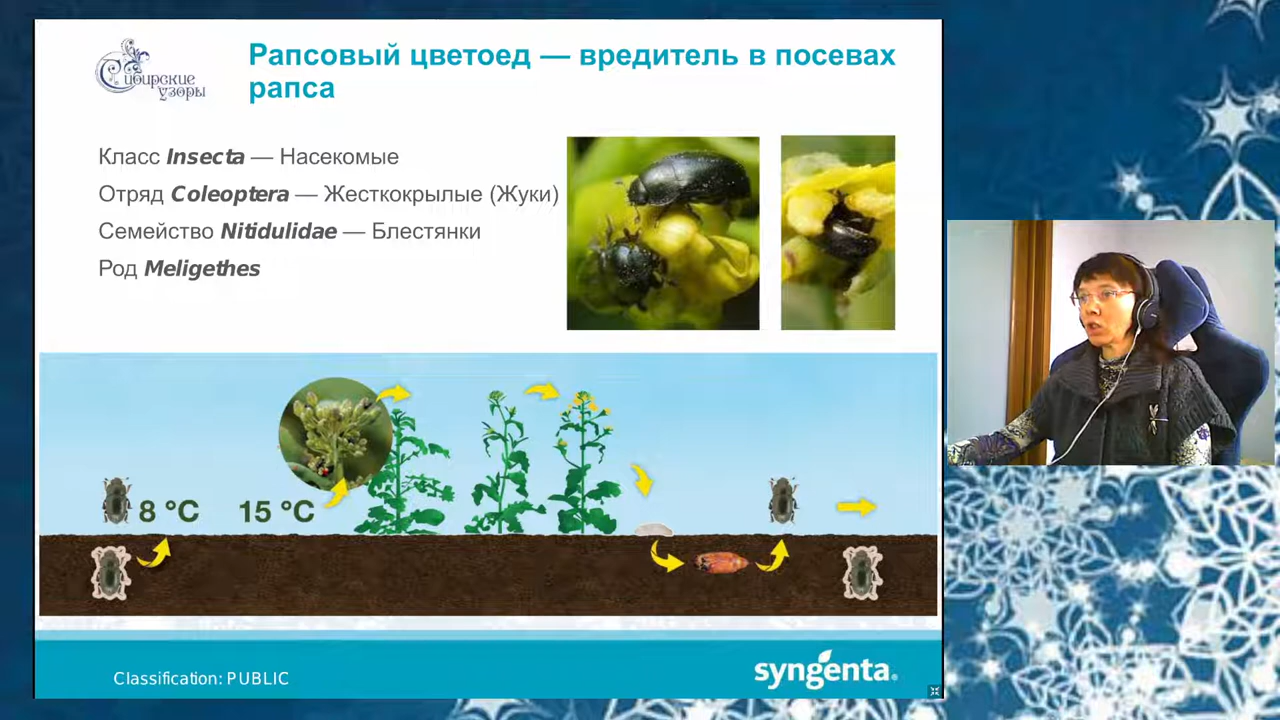 Сибирские
узоры
Рапсовый цветоед — вредитель в посевах
рапса
Класс Insecta — Насекомые
Отряд Coleoptera — Жесткокрылые (Жуки)
Семейство Nitidulidae — Блестянки
Род Meligethes
8 °C
15 °C
Classification: PUBLIC
syngenta®